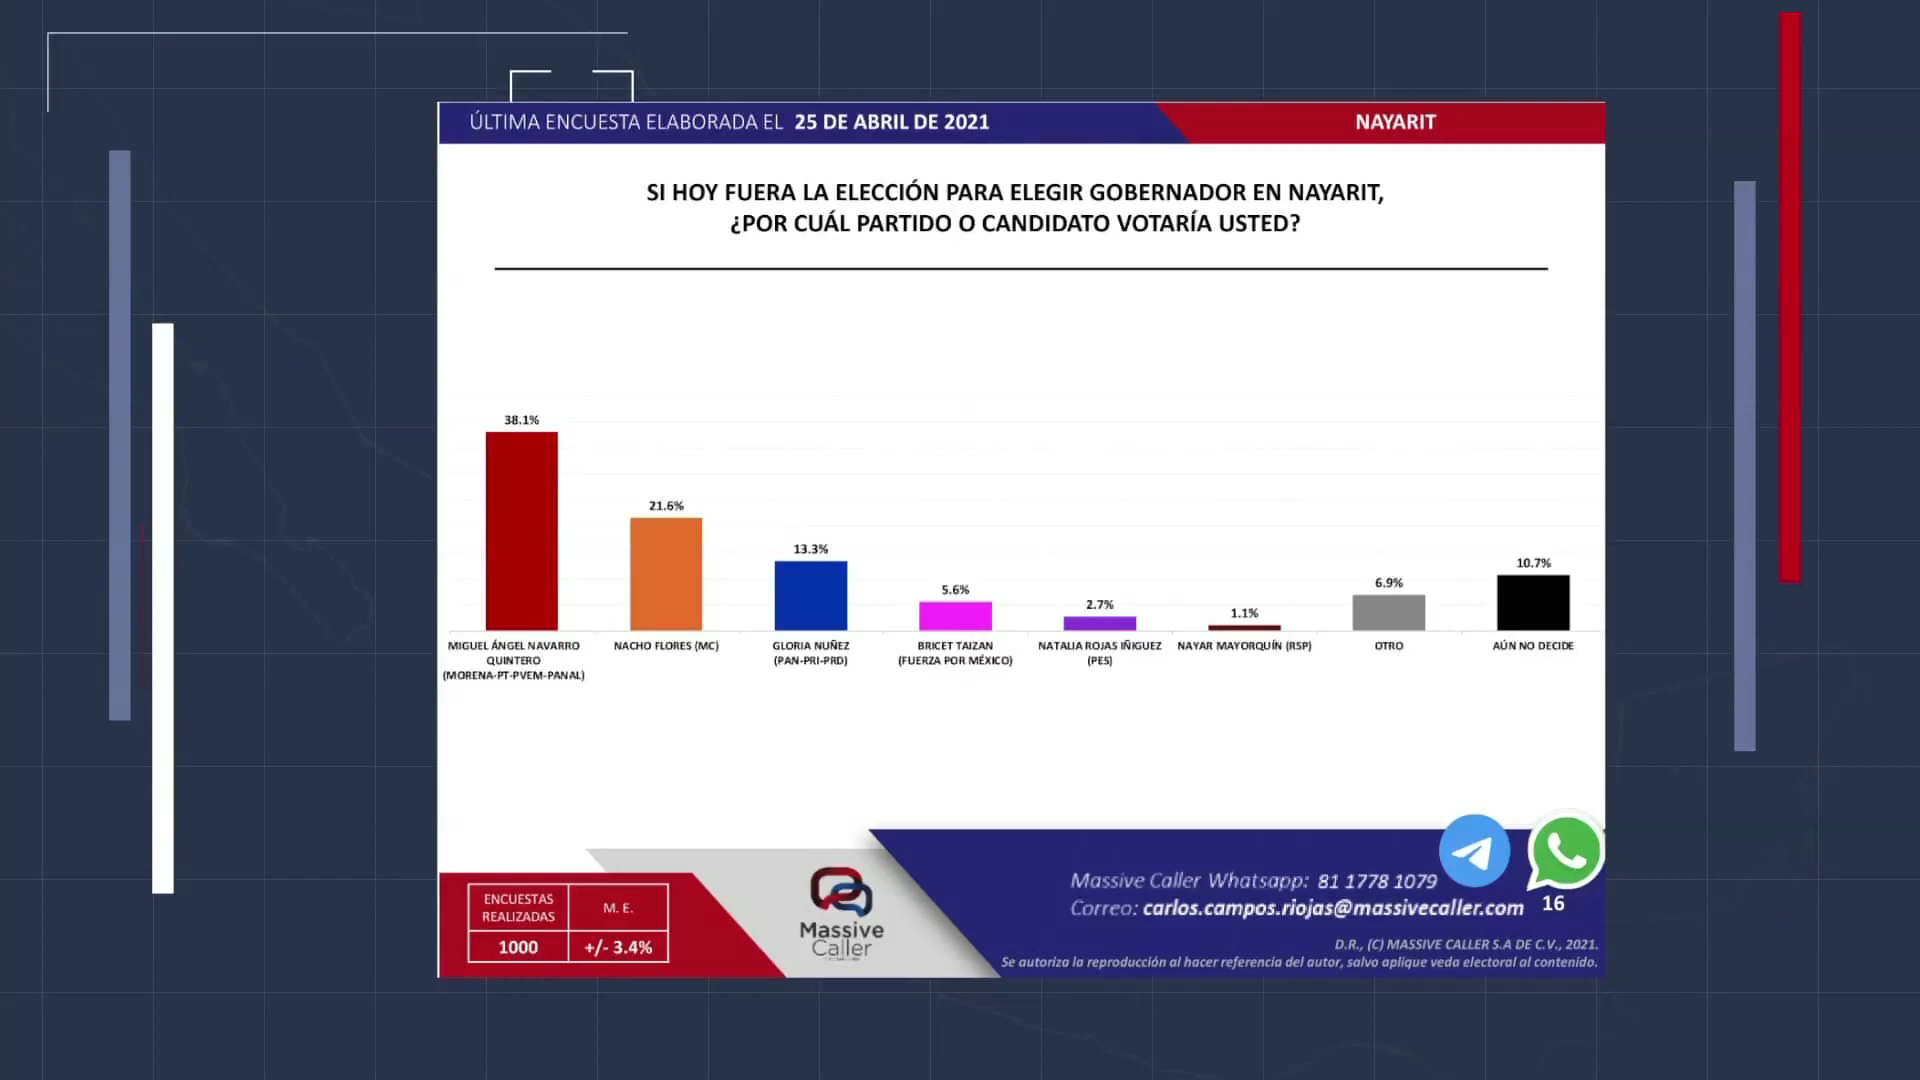 ÚLTIMA ENCUESTA ELABORADA EL 25 DE ABRIL DE 2021
NAYARIT
SI HOY FUERA LA ELECCIÓN PARA ELEGIR GOBERNADOR EN NAYARIT,
¿POR CUÁL PARTIDO O CANDIDATO VOTARÍA USTED?
38.1%
21.6%
13.3%
5.6%
2.7%
1.1%
6.9%
10.7%
MIGUEL ÁNGEL NAVARRO
QUINTERO
(MORENA-PT-PVEM-PANAL)
NACHO FLORES (MC)
GLORIA NUÑEZ
(PAN-PRI-PRD)
BRICET TAIZAN
(FUERZA POR MÉXICO)
NATALIA ROJAS IÑIGUEZ
(PES)
NAYAR MAYORQUÍN (RSP)
OTRO
AÚN NO DECIDE
ENCUESTAS
REALIZADAS
M. E.
1000
+/- 3.4%
Massive
Caller
Massive Caller Whatsapp: 81 1778 1079
Correo: carlos.campos.riojas@massivecaller.com
16
D.R., (C) MASSIVE CALLER S.A DE C.V., 2021.
Se autoriza la reproducción al hacer referencia del autor, salvo aplique veda electoral al contenido.